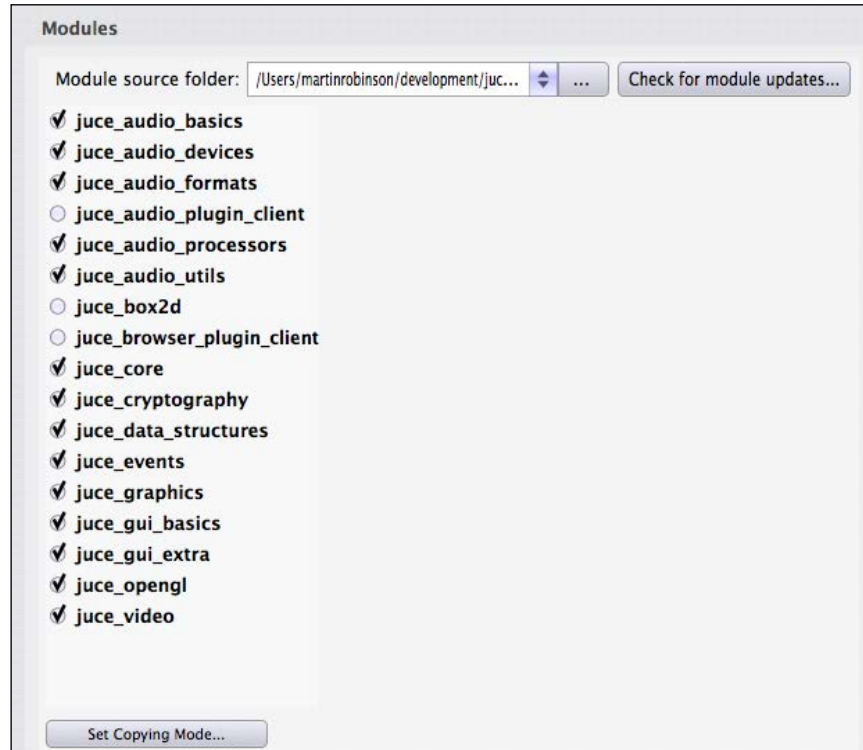 Modules
Module source folder: /Users/martinrobinson/development/juc... ... Check for module updates...
juce_audio_basics
juce_audio_devices
juce_audio_formats
juce_audio_plugin_client
juce_audio_processors
juce_audio_utils
juce_box2d
juce_browser_plugin_client
juce_core
juce_cryptography
juce_data_structures
juce_events
juce_graphics
juce_gui_basics
juce_gui_extra
juce_opengl
juce_video
Set Copying Mode...